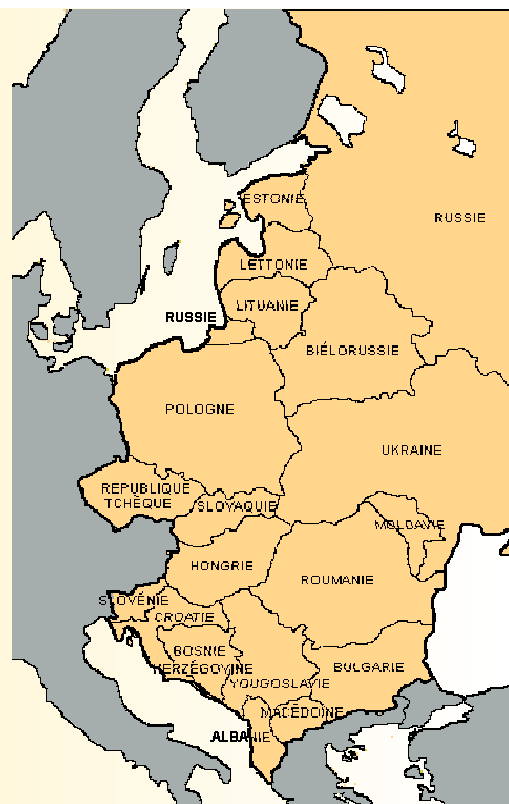 ESTONIE
RUSSIE
LETTONIE
LITUANIE
RUSSIE
BIÉLORUSSIE
POLOGNE
UKRAINE
REPUBLIQUE
TCHÈQUE
SLOVAQUIE
MOLDAVIE
HONGRIE
ROUMANIE
SLOVÉNIE
CROATIE
BOSNIE
HERZÉGOVINE
BULGARIE
YOUGOSLAVIE
MACÉDOINE
ALBANIE